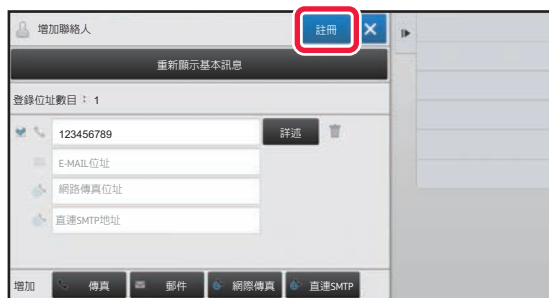 增加聯絡人 註冊
重新顯示基本訊息
登錄位址數目：1
123456789 詳述
E-MAIL位址
網路傳真位址
直連SMTP地址
增加 傳真 郵件 網際傳真 直連SMTP